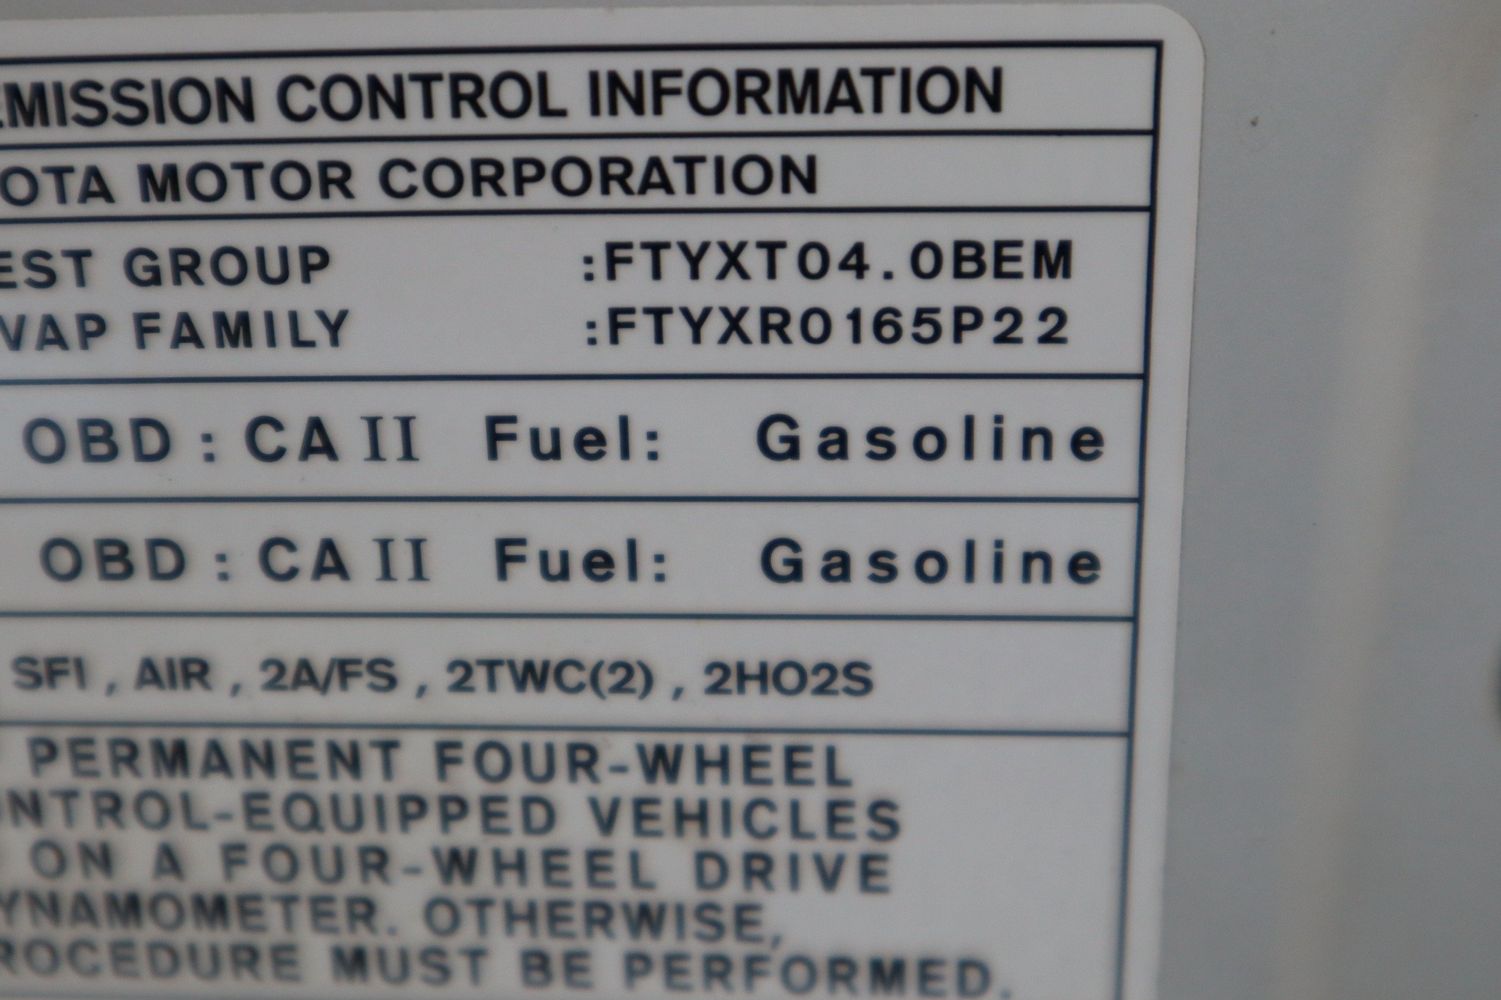 EMISSION CONTROL INFORMATION
OTA MOTOR CORPORATION
EST GROUP :FTYXT04.0BEM
VAP FAMILY :FTYXR0165P22
OBD : CA II Fuel: Gasoline
OBD : CA II Fuel: Gasoline
SFI , AIR , 2A/FS , 2TWC(2) , 2HO2S
PERMANENT FOUR-WHEEL
ONTROL-EQUIPPED VEHICLES
ON A FOUR-WHEEL DRIVE
YNAMOMETER. OTHERWISE,
ROCEDURE MUST BE PERFORMED.